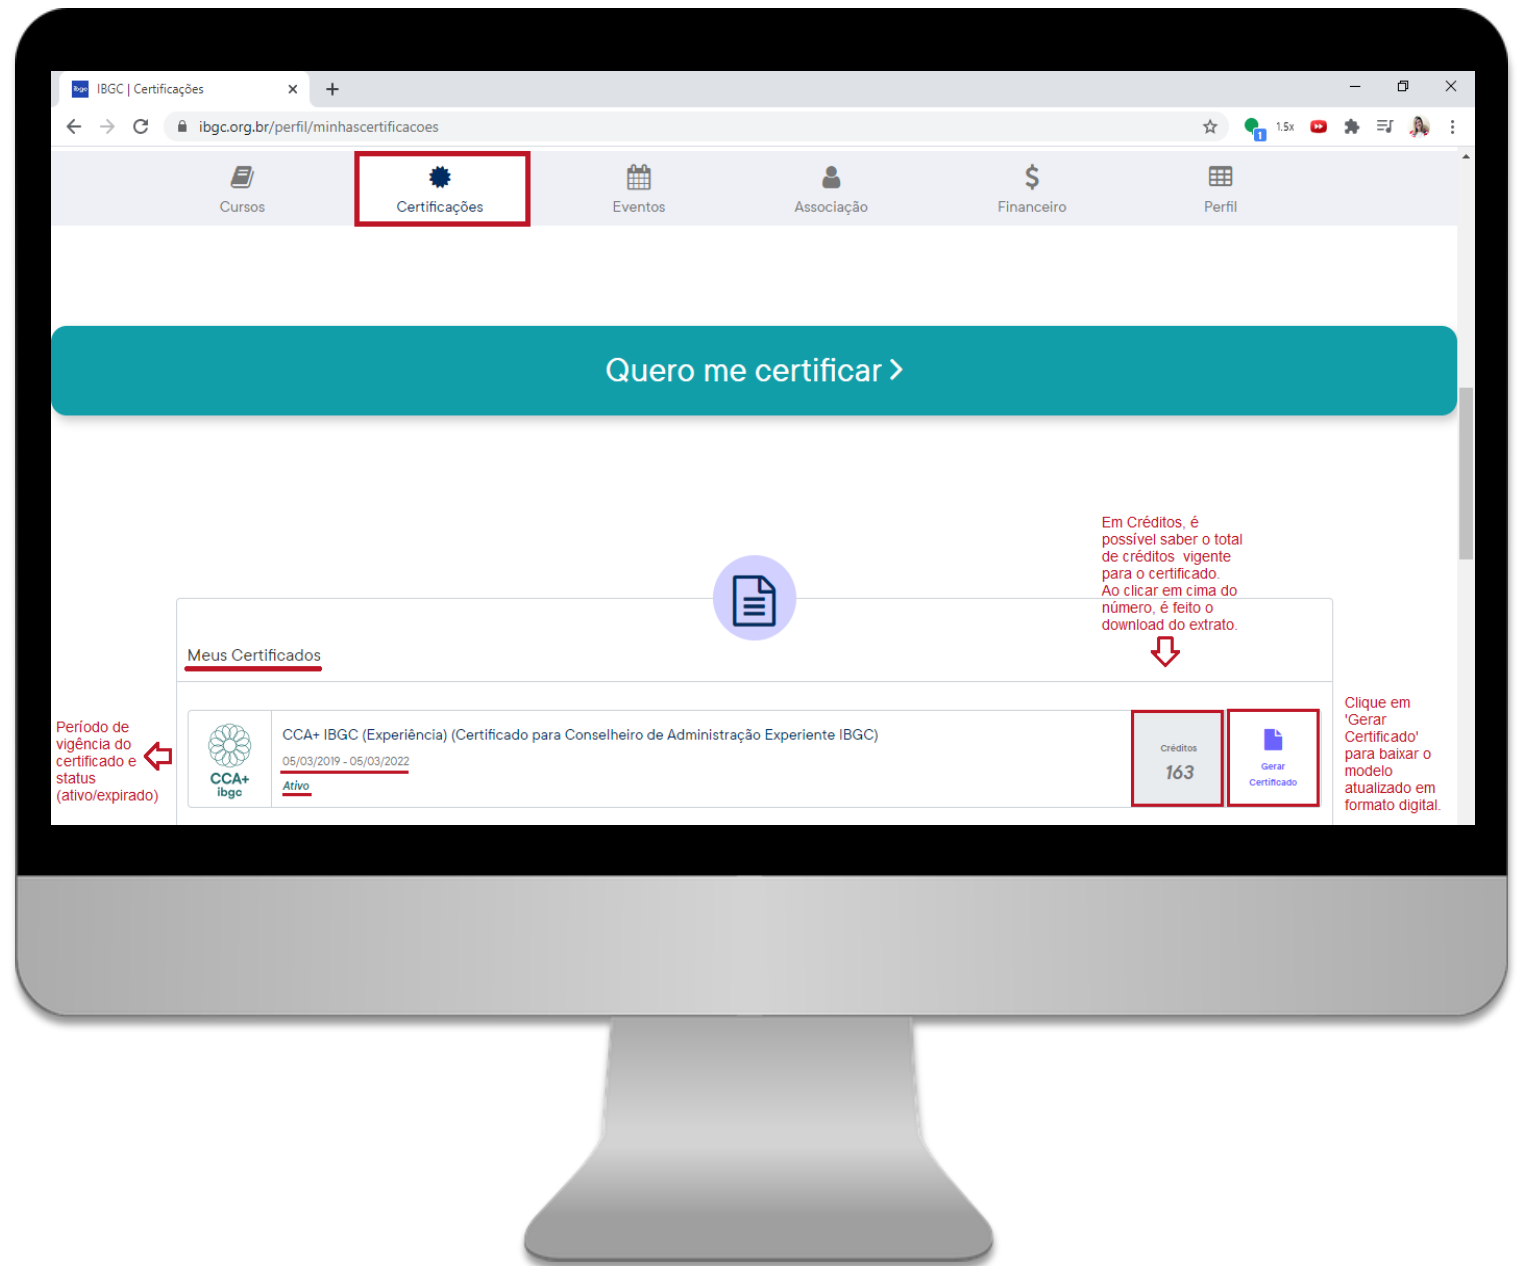 IBGC | Certificações
ibgc.org.br/perfil/minhascertificacoes
1.5x
1
Cursos
Certificações
Eventos
Associação
Financeiro
Perfil
Quero me certificar
Em Créditos, é
possível saber o total
de créditos vigente
para o certificado.
Ao clicar em cima do
número, é feito o
download do extrato.
Meus Certificados
Período de
vigência do
certificado e
status
(ativo/expirado)
CCA+
ibgc
CCA+ IBGC (Experiência) (Certificado para Conselheiro de Administração Experiente IBGC)
05/03/2019 - 05/03/2022
Ativo
Créditos
163
Gerar
Certificado
Clique em
'Gerar
Certificado'
para baixar o
modelo
atualizado em
formato digital.